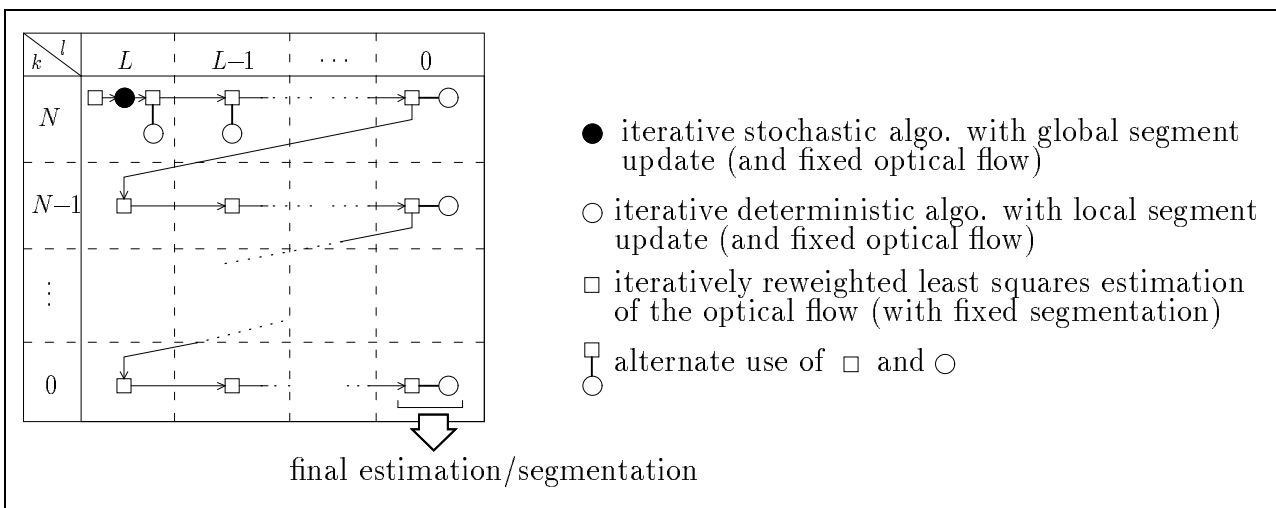 k l L L−1 · · · 0
N
N−1
⋮
0
final estimation/segmentation
● iterative stochastic algo. with global segment
update (and fixed optical flow)
○ iterative deterministic algo. with local segment
update (and fixed optical flow)
□ iteratively reweighted least squares estimation
of the optical flow (with fixed segmentation)
alternate use of □ and ○